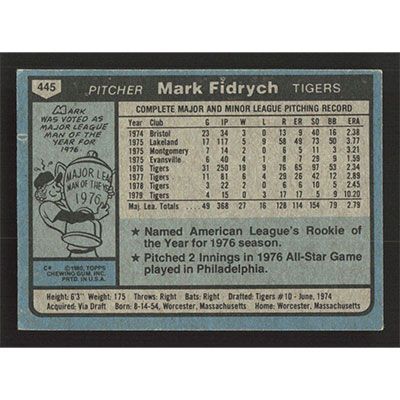 445
PITCHER Mark Fidrych TIGERS
MARK
WAS VOTED AS
MAJOR LEAGUE
MAN OF THE
YEAR FOR
1976.
MAJOR LEA.
MAN OF THE
YEAR
1976
C*
© 1980, TOPPS
CHEWING GUM, INC.
PRTD. IN U.S.A.
COMPLETE MAJOR AND MINOR LEAGUE PITCHING RECORD
Year Club G IP W L R ER SO BB ERA
1974 Bristol 23 34 3 0 13 9 40 16 2.38
1975 Lakeland 17 117 5 9 58 49 73 50 3.77
1975 Montgomery 7 14 2 0
1975 Evansville 6 40 4 1 8 7 29 9 1.59
1976 Tigers 31 250 19 9 76 65 97 53 2.34
1977 Tigers 11 81 6 4 29 26 42 12 2.89
1978 Tigers 3 22 2 0 6 6 10 5 2.45
1979 Tigers 4 15 0 3 17 17 5 9 10.20
Maj. Lea. Totals 49 368 27 16 128 114 154 79 2.79
★ Named American League's Rookie of
the Year for 1976 season.
★ Pitched 2 Innings in 1976 All-Star Game
played in Philadelphia.
Height: 6'3" Weight: 175 Throws: Right Bats: Right Drafted: Tigers #10 - June, 1974
Acquired: Via Draft Born: 8-14-54, Worcester, Massachusetts Home: Worcester, Massachusetts